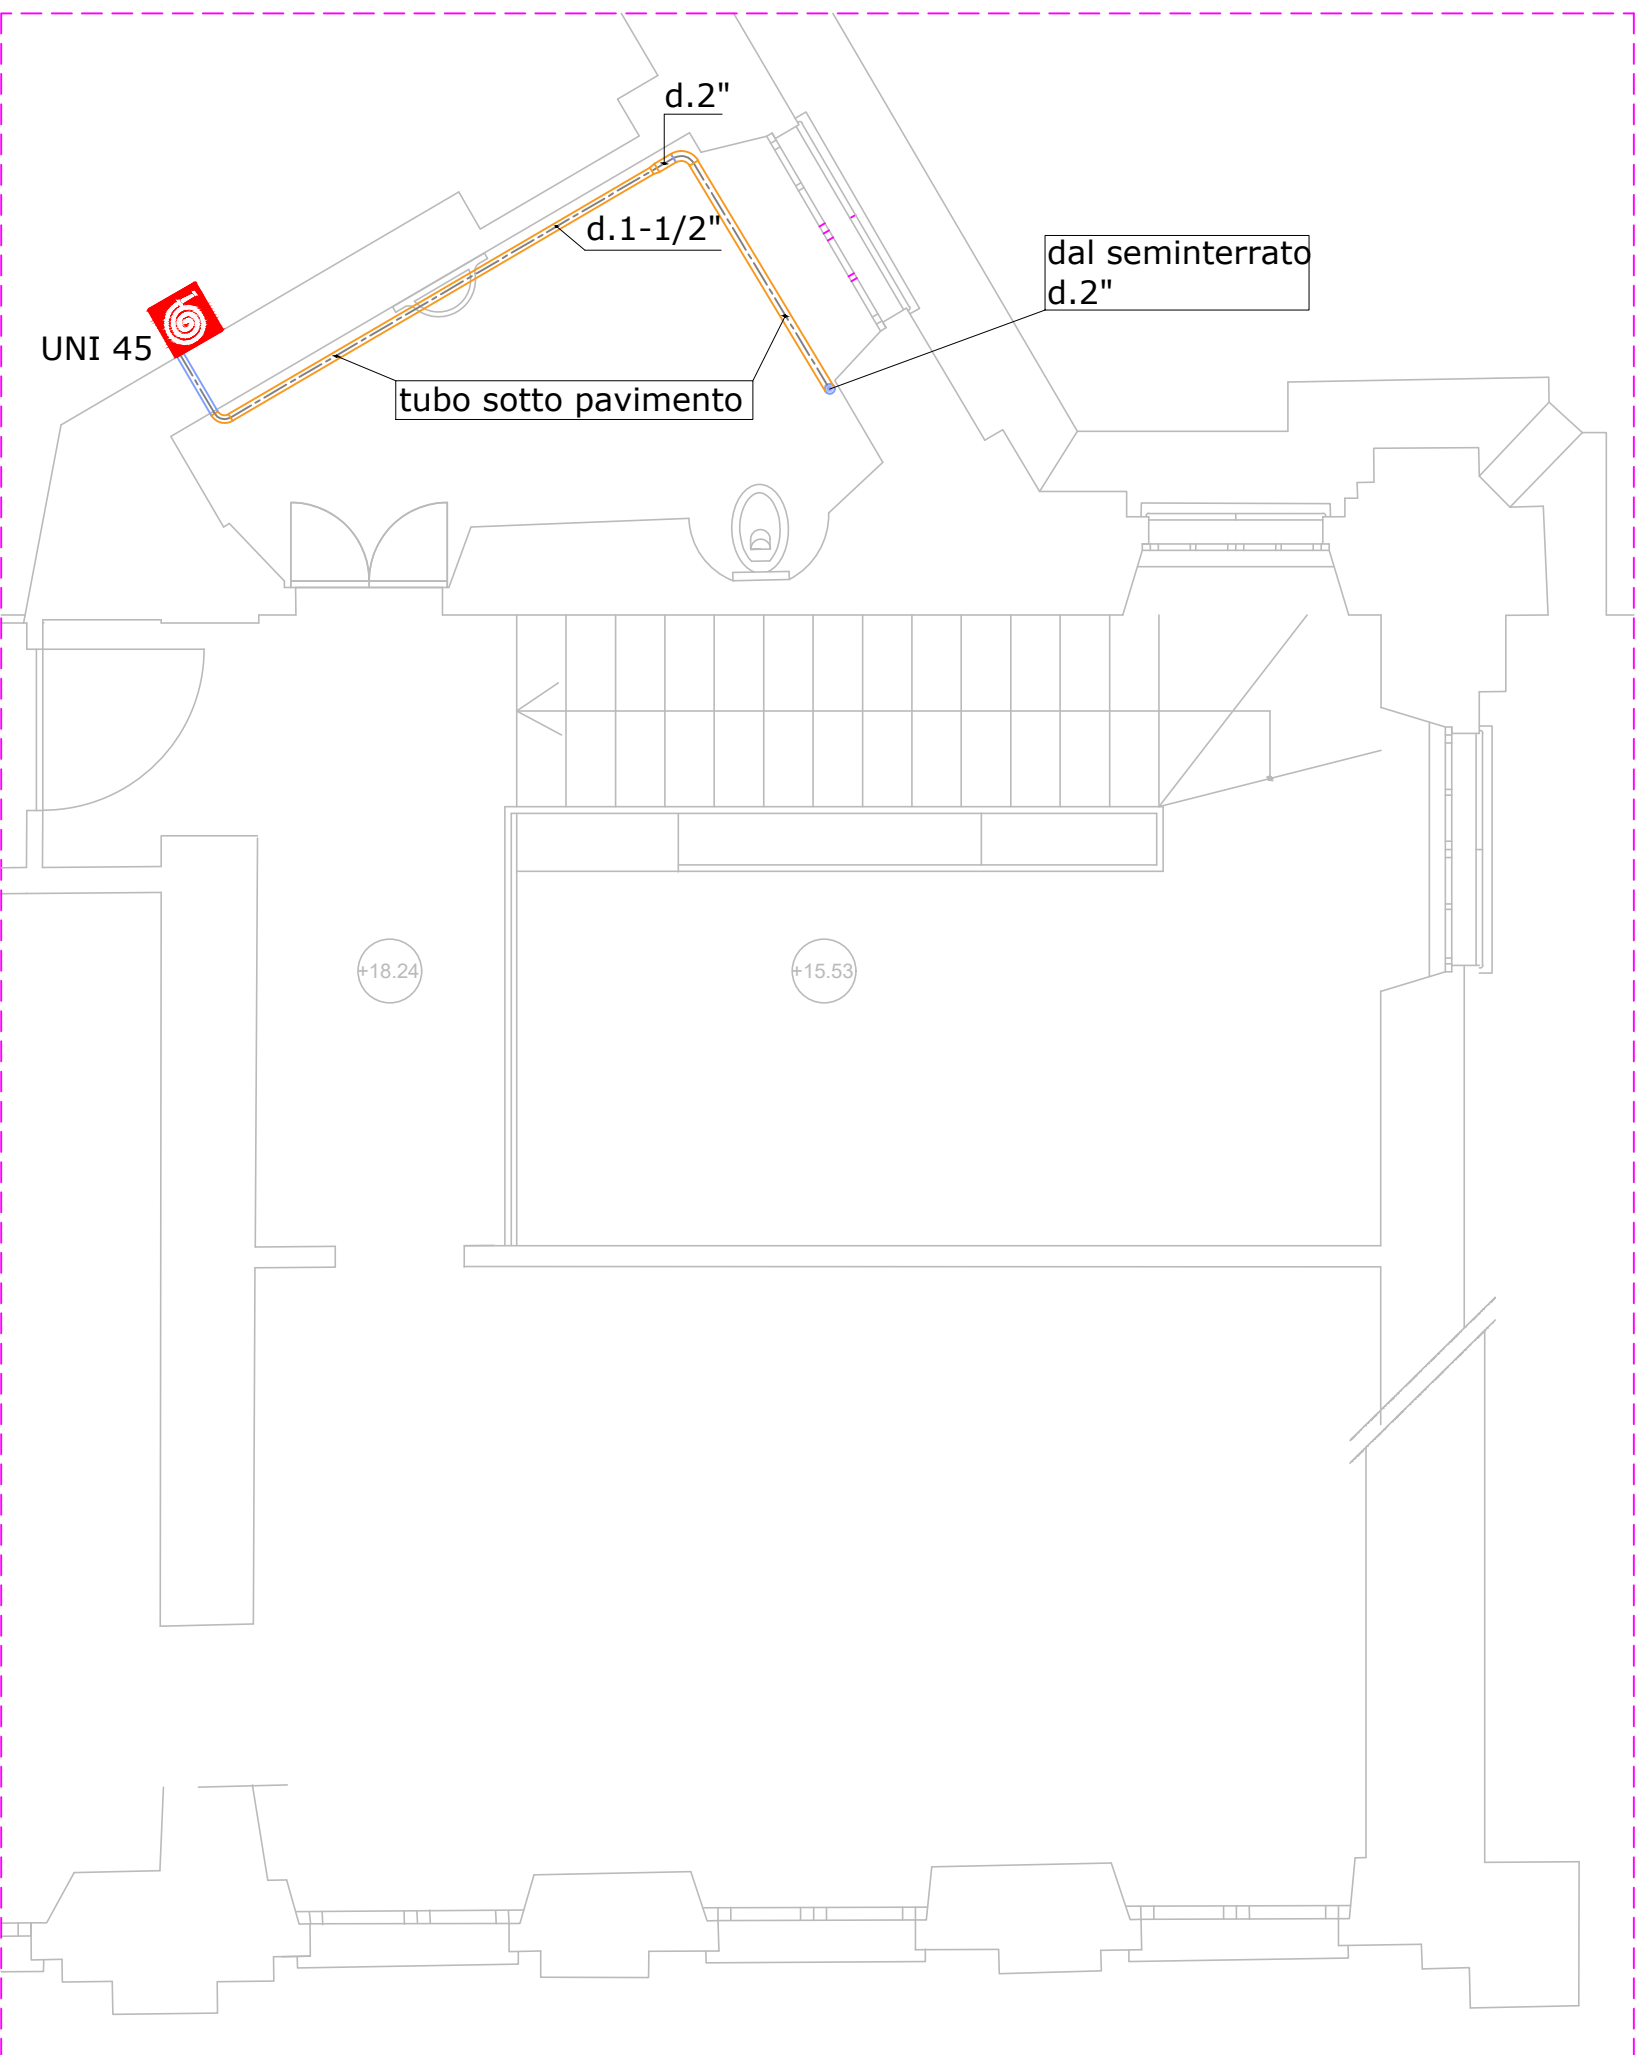 d.2"
d.1-1/2"
dal seminterrato
d.2"
UNI 45
tubo sotto pavimento
+18.24
+15.53